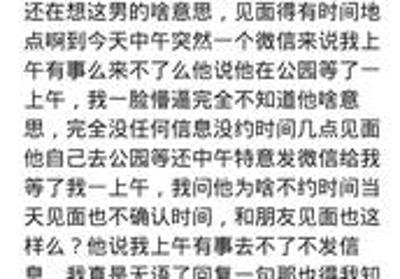 还在想这男的啥意思，见面得有时间地
点啊到今天中午突然一个微信来说我上
午有事么来不了么他说他在公园等了一
上午，我一脸懵逼完全不知道他啥意
思，完全没任何信息没约时间几点见面
他自己去公园等还中午特意发微信给我
等了我一上午，我问他为啥不约时间当
天见面也不确认时间，和朋友见面也这
样么？他说我上午有事去不了不发信
息，我真是无语了回复一句那也得我知